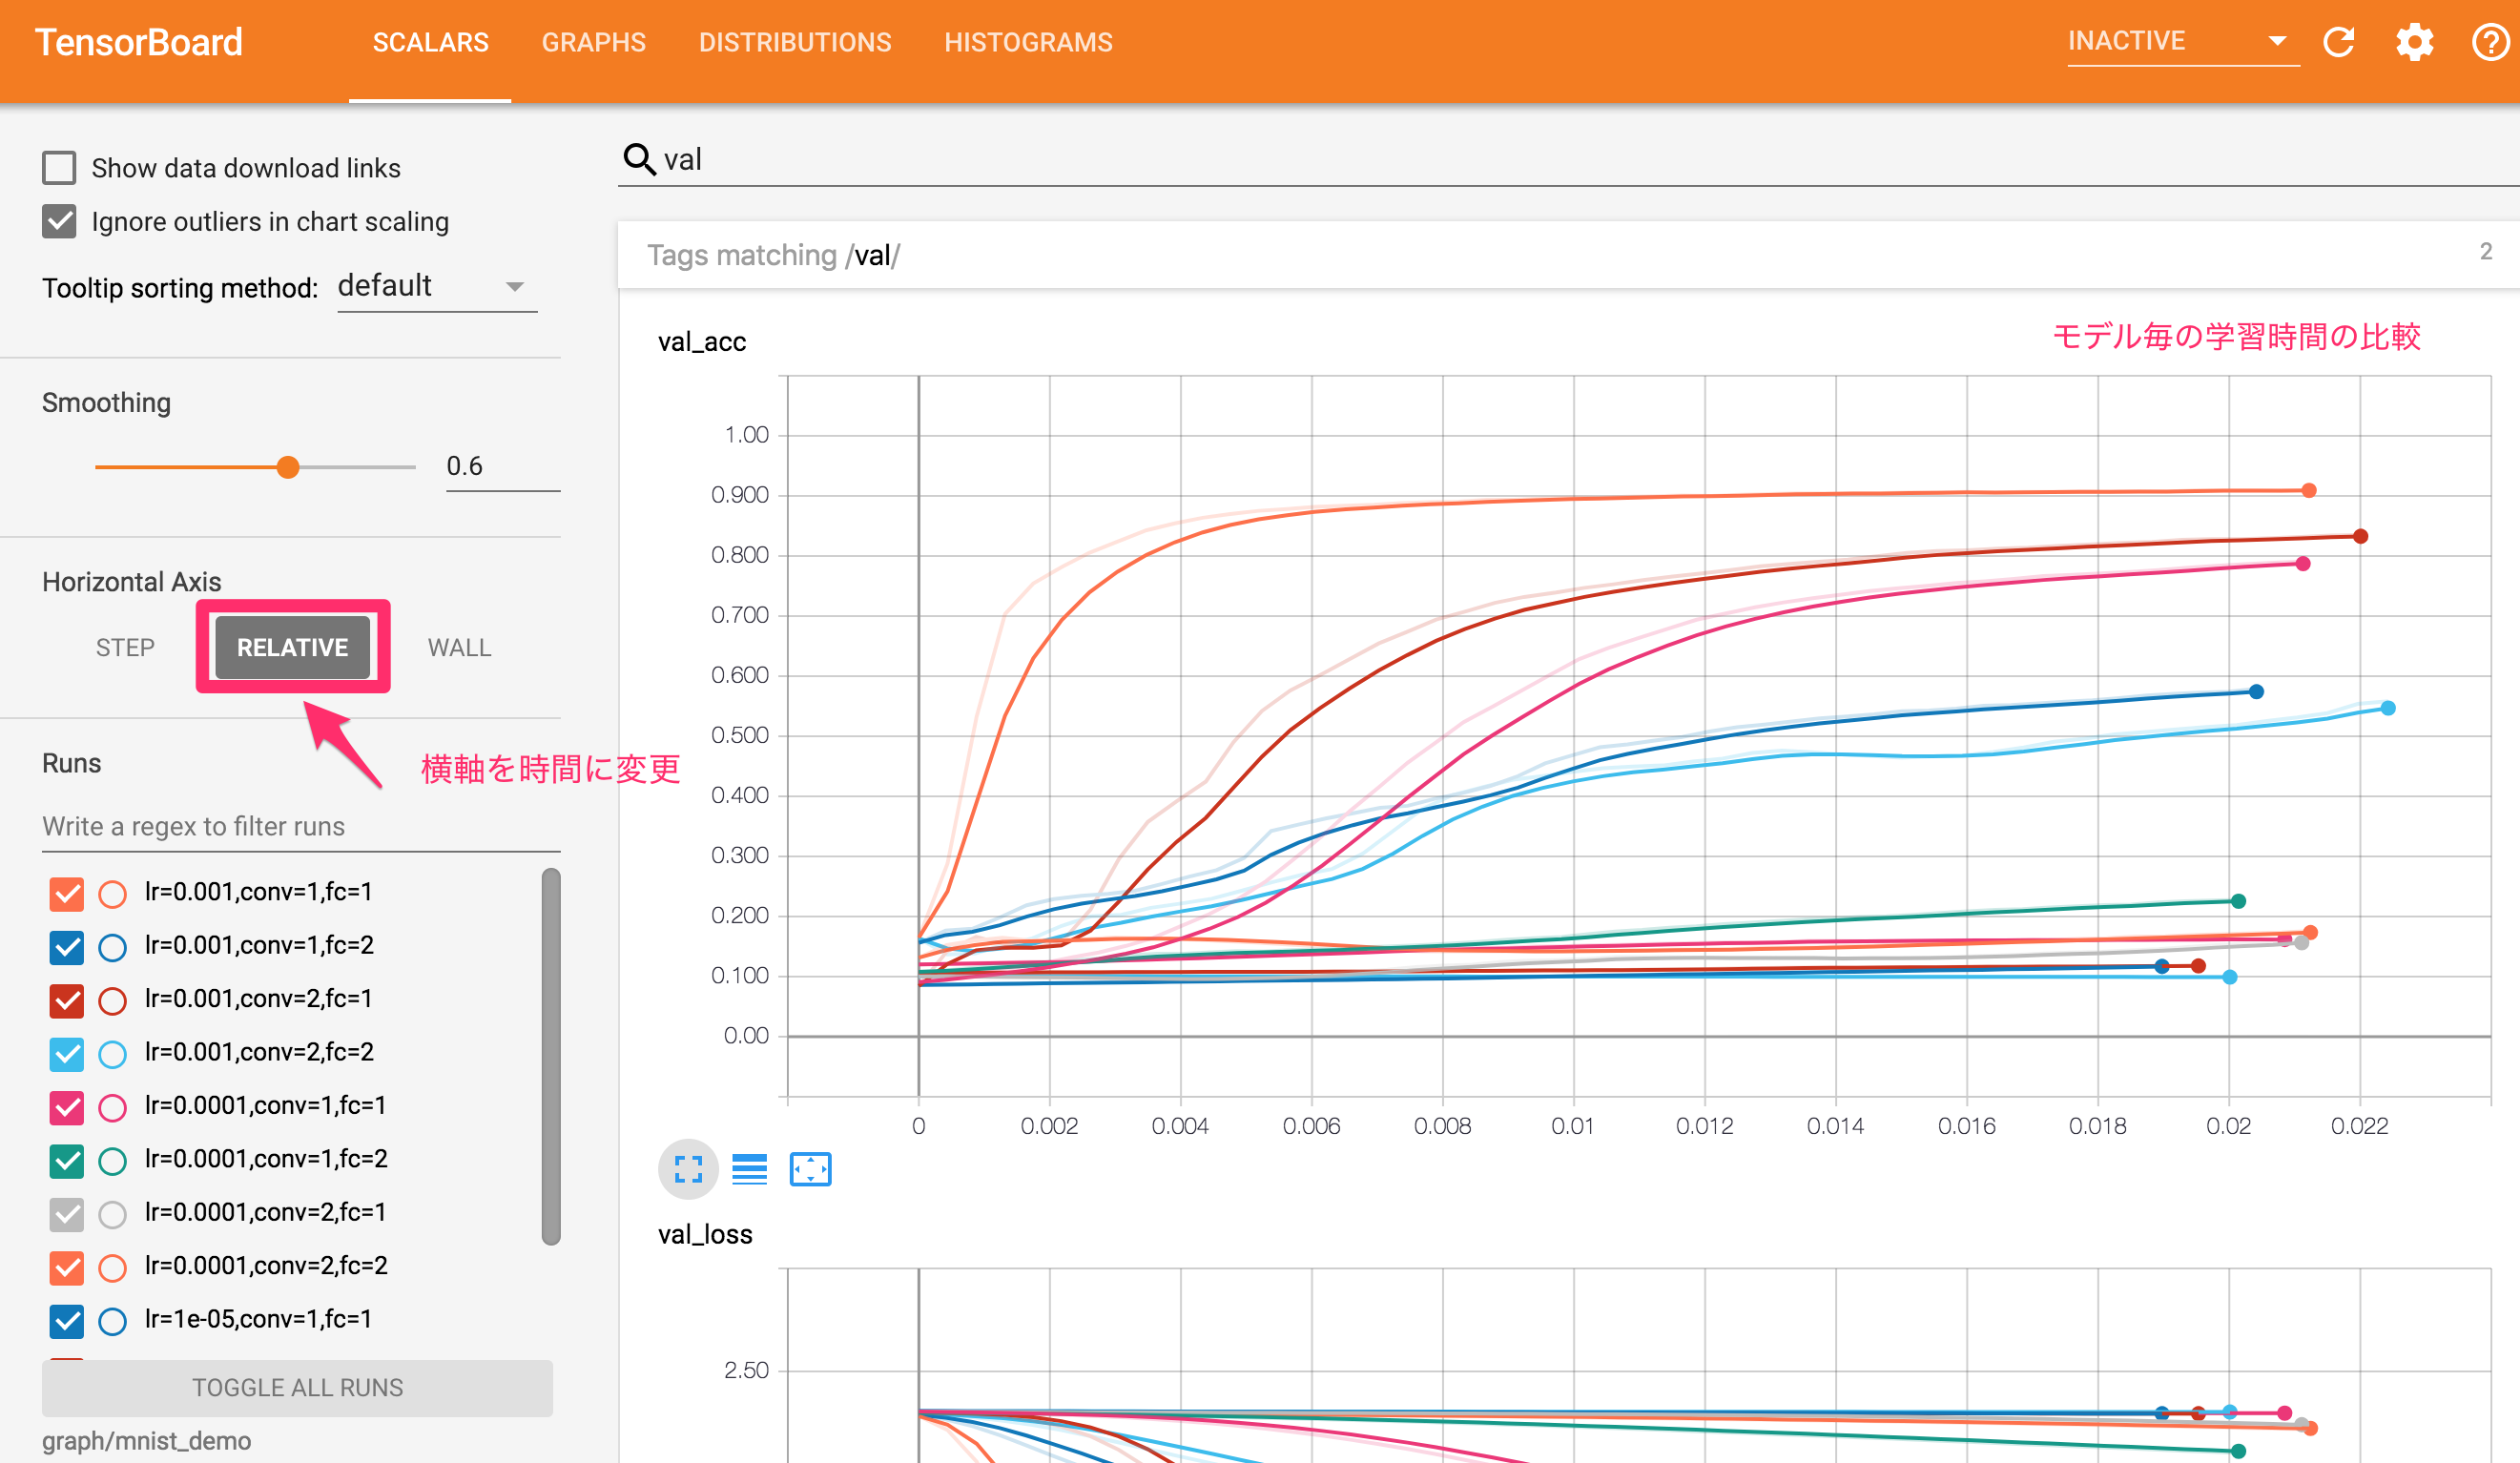 TensorBoard
SCALARS
GRAPHS
DISTRIBUTIONS
HISTOGRAMS
INACTIVE
Show data download links
Ignore outliers in chart scaling
Tooltip sorting method: default
Smoothing
0.6
Horizontal Axis
STEP
RELATIVE
WALL
横軸を時間に変更
Runs
Write a regex to filter runs
lr=0.001,conv=1,fc=1
lr=0.001,conv=1,fc=2
lr=0.001,conv=2,fc=1
lr=0.001,conv=2,fc=2
lr=0.0001,conv=1,fc=1
lr=0.0001,conv=1,fc=2
lr=0.0001,conv=2,fc=1
lr=0.0001,conv=2,fc=2
lr=1e-05,conv=1,fc=1
TOGGLE ALL RUNS
graph/mnist_demo
val
Tags matching /val/
2
val_acc
モデル毎の学習時間の比較
1.00
0.900
0.800
0.700
0.600
0.500
0.400
0.300
0.200
0.100
0.00
0 0.002 0.004 0.006 0.008 0.01 0.012 0.014 0.016 0.018 0.02 0.022
val_loss
2.50